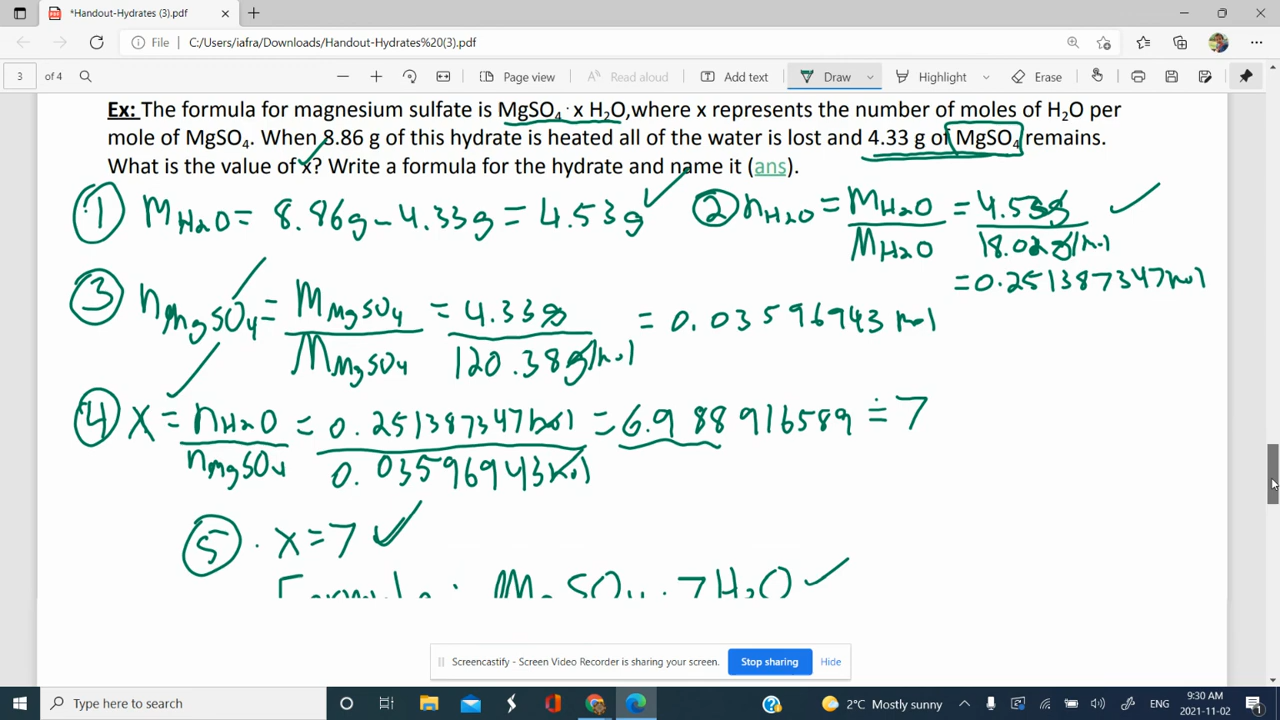 *Handout-Hydrates (3).pdf
File C:/Users/iafra/Downloads/Handout-Hydrates%20(3).pdf
3 of 4 Page view Read aloud Add text Draw Highlight Erase
Ex: The formula for magnesium sulfate is MgSO₄ · x H₂O,where x represents the number of moles of H₂O per
mole of MgSO₄. When 8.86 g of this hydrate is heated all of the water is lost and 4.33 g of MgSO₄ remains.
What is the value of x? Write a formula for the hydrate and name it (ans).
① mH2O = 8.86g - 4.33g = 4.53g
② nH2O = mH2O / MH2O = 4.53g / 18.02g/mol
= 0.251387347mol
③ nMgSO4 = mMgSO4 / MMgSO4 = 4.33g / 120.38g/mol = 0.03596943 mol
④ x = nH2O / nMgSO4 = 0.251387347mol / 0.03596943mol = 6.988916589 ≐ 7
⑤ · x = 7
Formula: MgSO4 · 7H2O
Screencastify - Screen Video Recorder is sharing your screen. Stop sharing Hide
Type here to search
2°C Mostly sunny
ENG
9:30 AM
2021-11-02
1